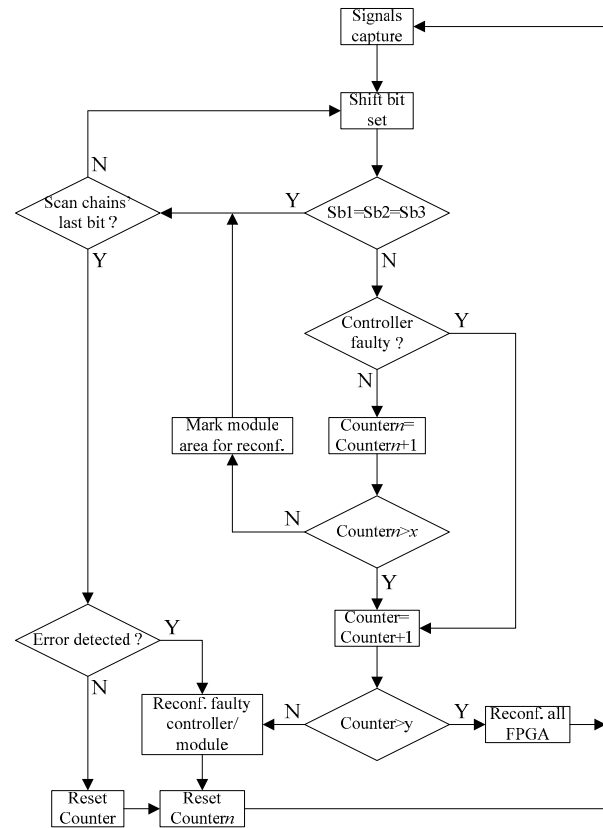 Signals
capture
Shift bit
set
N
Scan chains'
last bit ?
Y
Sb1=Sb2=Sb3
Y
N
Controller
faulty ?
Y
N
Mark module
area for reconf.
Countern=
Countern+1
N
Countern>x
Y
Counter=
Counter+1
Error detected ?
Y
N
Reconf. faulty
controller/
module
N
Counter>y
Y
Reconf. all
FPGA
Reset
Counter
Reset
Countern